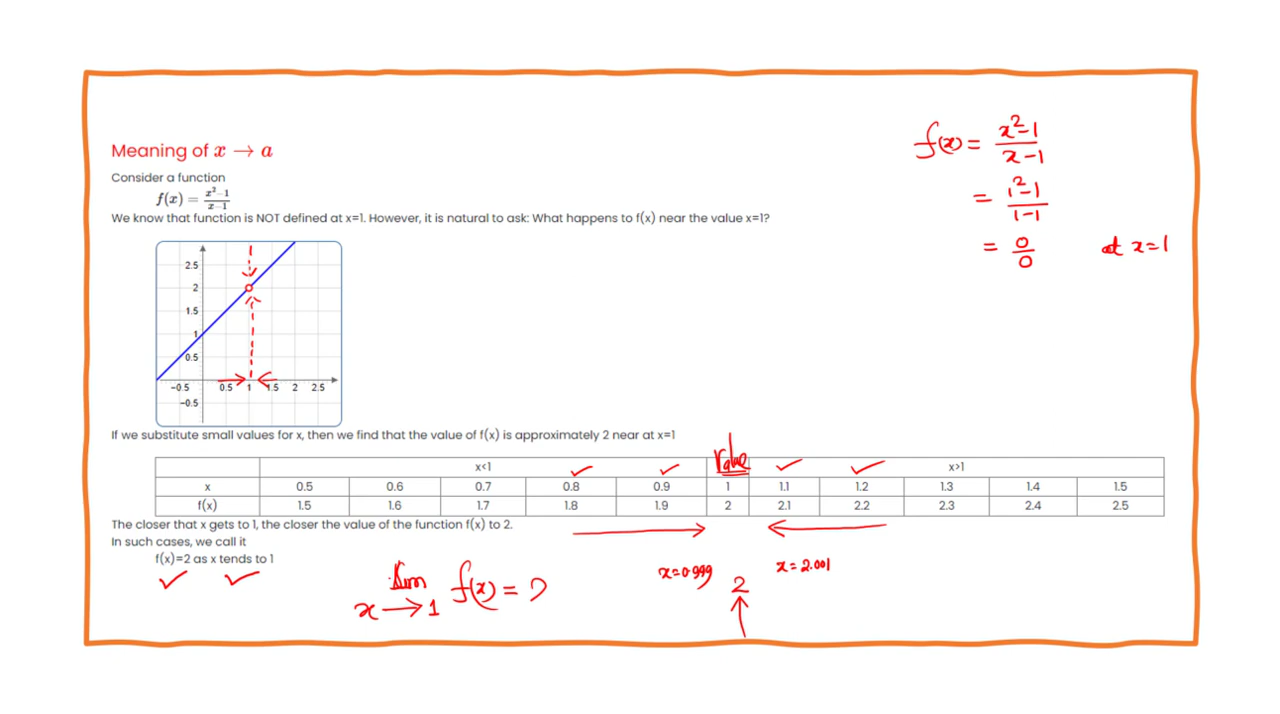 Meaning of x → a
Consider a function
f(x) = x²−1 / x−1
We know that function is NOT defined at x=1. However, it is natural to ask: What happens to f(x) near the value x=1?
f(x) = x²−1 / x−1
= 1²−1 / 1−1
= 0/0 at x=1
2.5
2
1.5
1
0.5
−0.5 0.5 1 1.5 2 2.5
−0.5
If we substitute small values for x, then we find that the value of f(x) is approximately 2 near at x=1
x<1 Value x>1
x 0.5 0.6 0.7 0.8 0.9 1 1.1 1.2 1.3 1.4 1.5
f(x) 1.5 1.6 1.7 1.8 1.9 2 2.1 2.2 2.3 2.4 2.5
The closer that x gets to 1, the closer the value of the function f(x) to 2.
In such cases, we call it
f(x)=2 as x tends to 1
x=0.999 x=2.001
2
lim f(x) = 2
x → 1